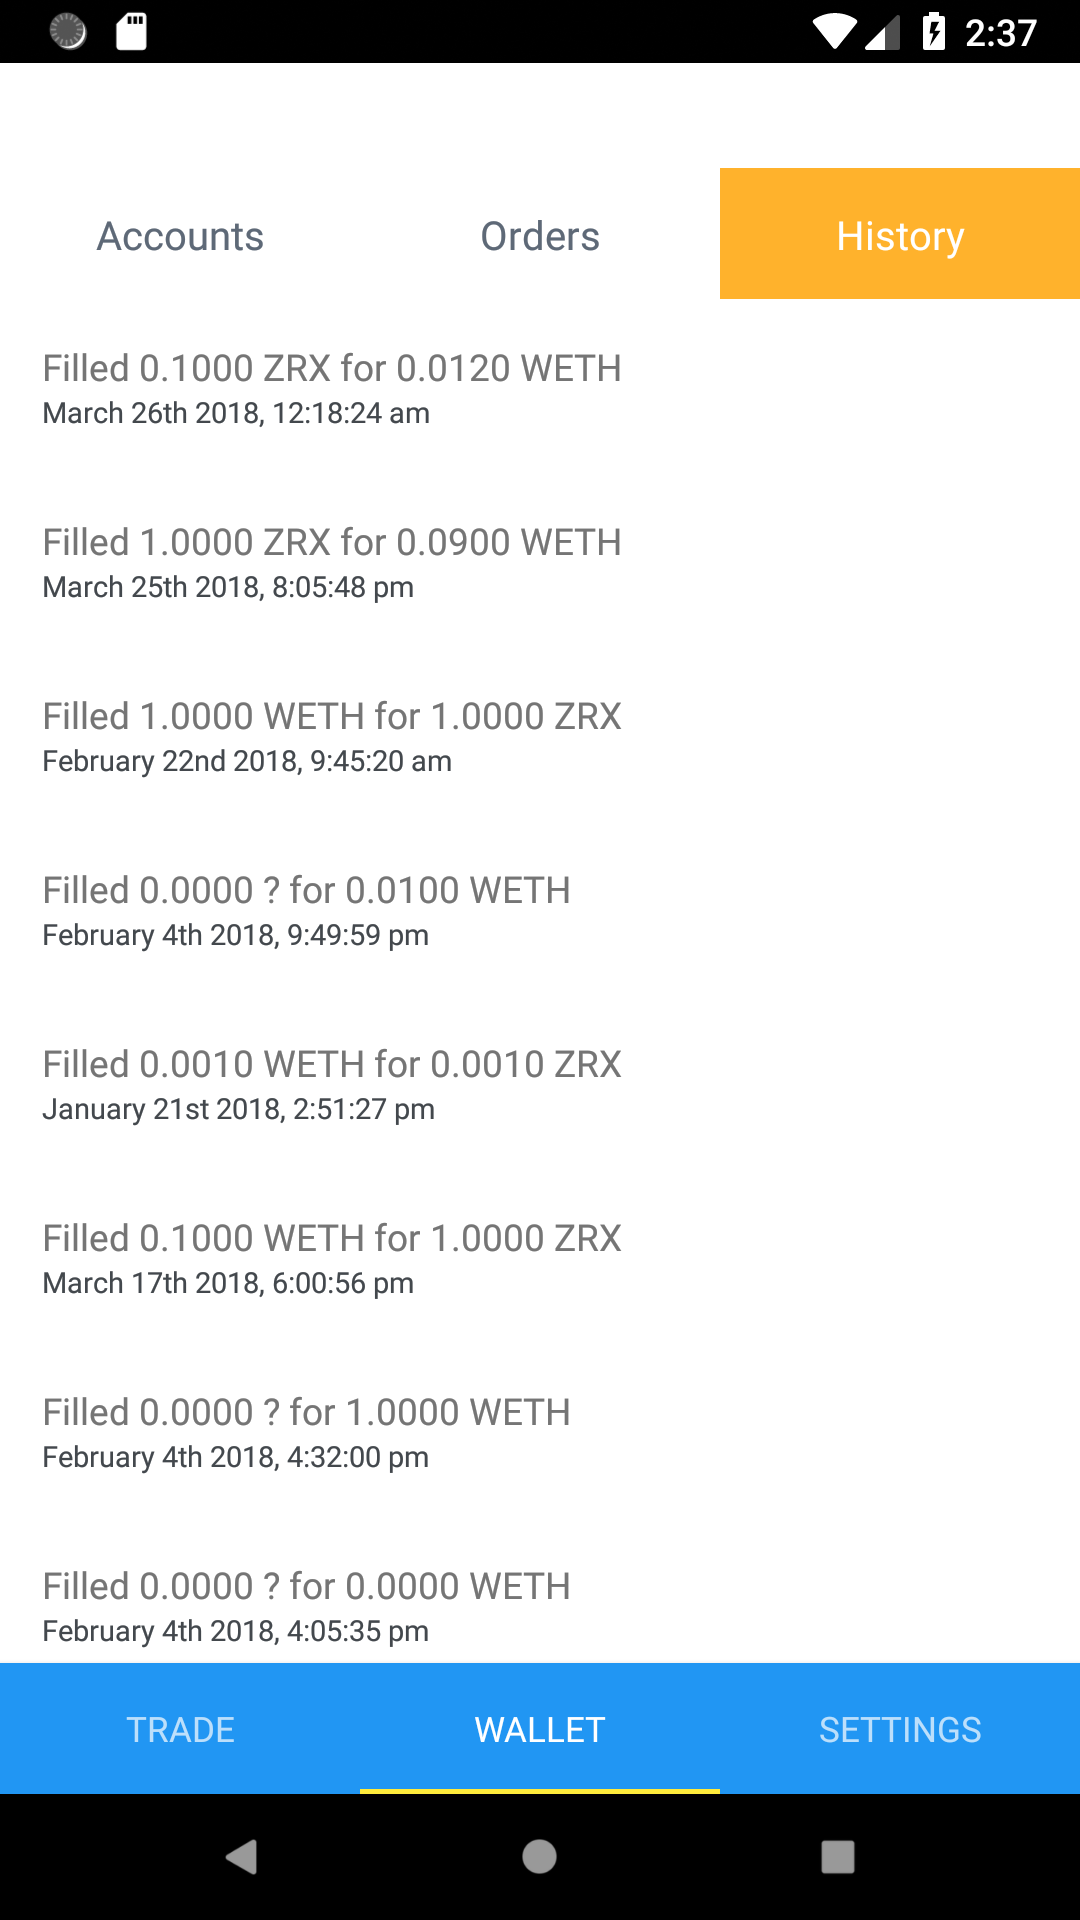 2:37
Accounts Orders History
Filled 0.1000 ZRX for 0.0120 WETH
March 26th 2018, 12:18:24 am
Filled 1.0000 ZRX for 0.0900 WETH
March 25th 2018, 8:05:48 pm
Filled 1.0000 WETH for 1.0000 ZRX
February 22nd 2018, 9:45:20 am
Filled 0.0000 ? for 0.0100 WETH
February 4th 2018, 9:49:59 pm
Filled 0.0010 WETH for 0.0010 ZRX
January 21st 2018, 2:51:27 pm
Filled 0.1000 WETH for 1.0000 ZRX
March 17th 2018, 6:00:56 pm
Filled 0.0000 ? for 1.0000 WETH
February 4th 2018, 4:32:00 pm
Filled 0.0000 ? for 0.0000 WETH
February 4th 2018, 4:05:35 pm
TRADE WALLET SETTINGS